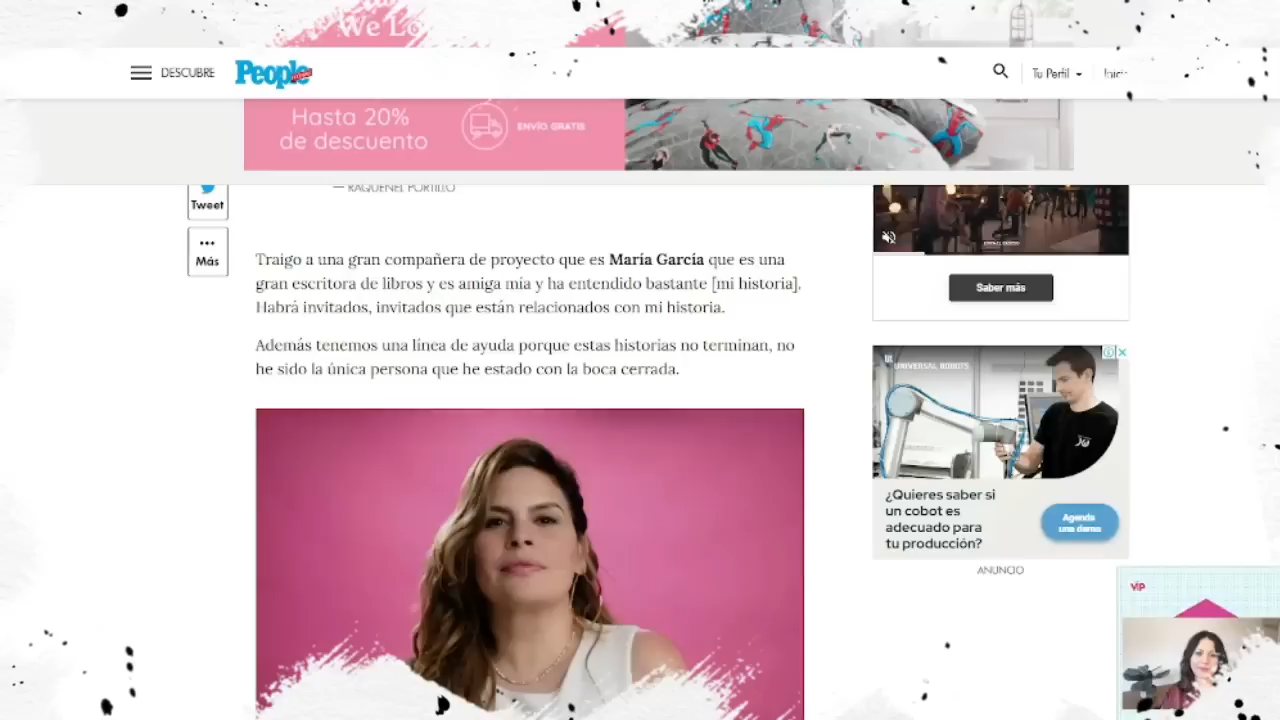 We Lo
DESCUBRE
People
Tu Perfil
Hasta 20%
de descuento
ENVÍO GRATIS
— RAQUENEL PORTILLO
Tweet
Más
Traigo a una gran compañera de proyecto que es María García que es una
gran escritora de libros y es amiga mía y ha entendido bastante [mi historia].
Habrá invitados, invitados que están relacionados con mi historia.
Además tenemos una línea de ayuda porque estas historias no terminan, no
he sido la única persona que he estado con la boca cerrada.
Saber más
UNIVERSAL ROBOTS
¿Quieres saber si
un cobot es
adecuado para
tu producción?
Agenda
una demo
ANUNCIO
VIP